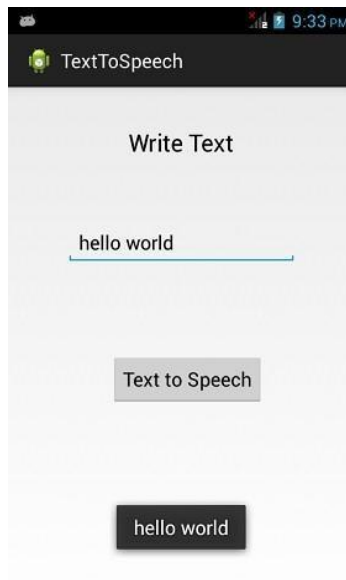 9:33 PM
TextToSpeech
Write Text
hello world
Text to Speech
hello world